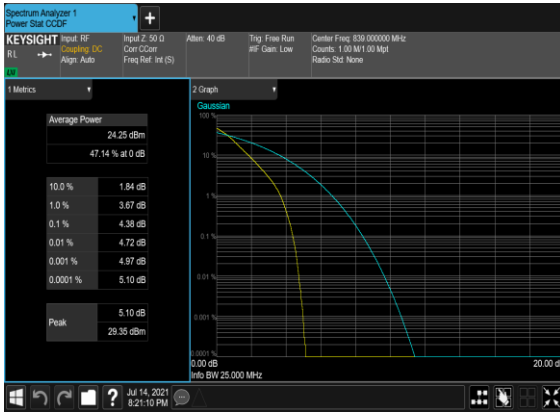 Spectrum Analyzer 1
Power Stat CCDF
+
KEYSIGHT
RL
LV
Input: RF
Coupling: DC
Align: Auto
Input Z: 50 Ω
Corr CCorr
Freq Ref: Int (S)
Atten: 40 dB
Trig: Free Run
#IF Gain: Low
Center Freq: 839.000000 MHz
Counts: 1.00 M/1.00 Mpt
Radio Std: None
1 Metrics
Average Power
24.25 dBm
47.14 % at 0 dB
10.0 % 1.84 dB
1.0 % 3.67 dB
0.1 % 4.38 dB
0.01 % 4.72 dB
0.001 % 4.97 dB
0.0001 % 5.10 dB
Peak
5.10 dB
29.35 dBm
2 Graph
Gaussian
100 %
10 %
1 %
0.1 %
0.01 %
0.001 %
0.0001 %
0.00 dB
20.00 d
Info BW 25.000 MHz
?
Jul 14, 2021
8:21:10 PM